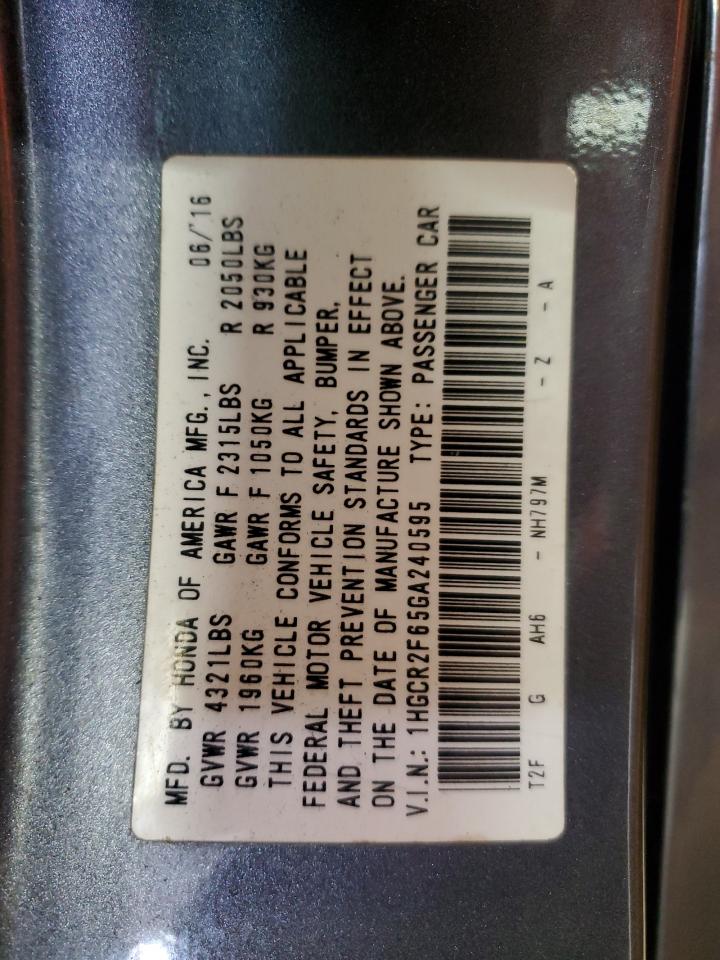 MFD. BY HONDA OF AMERICA MFG., INC. 06/'16
GVWR 4321LBS GAWR F 2315LBS R 2050LBS
GVWR 1960KG GAWR F 1050KG R 930KG
THIS VEHICLE CONFORMS TO ALL APPLICABLE
FEDERAL MOTOR VEHICLE SAFETY, BUMPER,
AND THEFT PREVENTION STANDARDS IN EFFECT
ON THE DATE OF MANUFACTURE SHOWN ABOVE.
V.I.N.: 1HGCR2F65GA240595 TYPE: PASSENGER CAR
T2F G AH6 - NH797M - Z - A